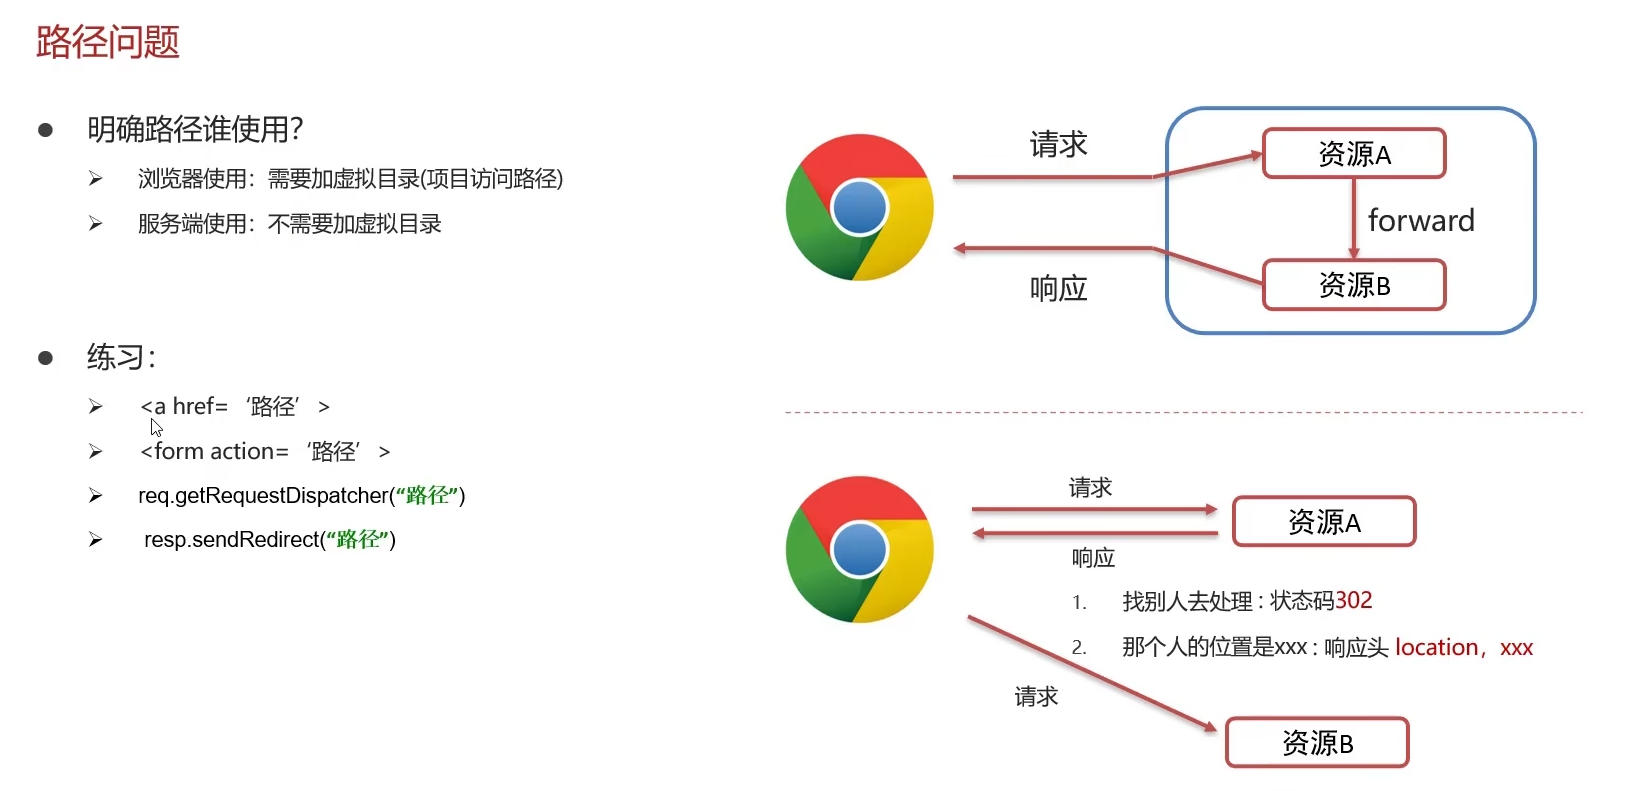 路径问题
明确路径谁使用?
浏览器使用：需要加虚拟目录(项目访问路径)
服务端使用：不需要加虚拟目录
练习：
<a href=‘路径’>
<form action=‘路径’>
req.getRequestDispatcher(“路径”)
resp.sendRedirect(“路径”)
请求
资源A
forward
资源B
响应
请求
资源A
响应
1. 找别人去处理：状态码302
2. 那个人的位置是xxx：响应头 location，xxx
请求
资源B